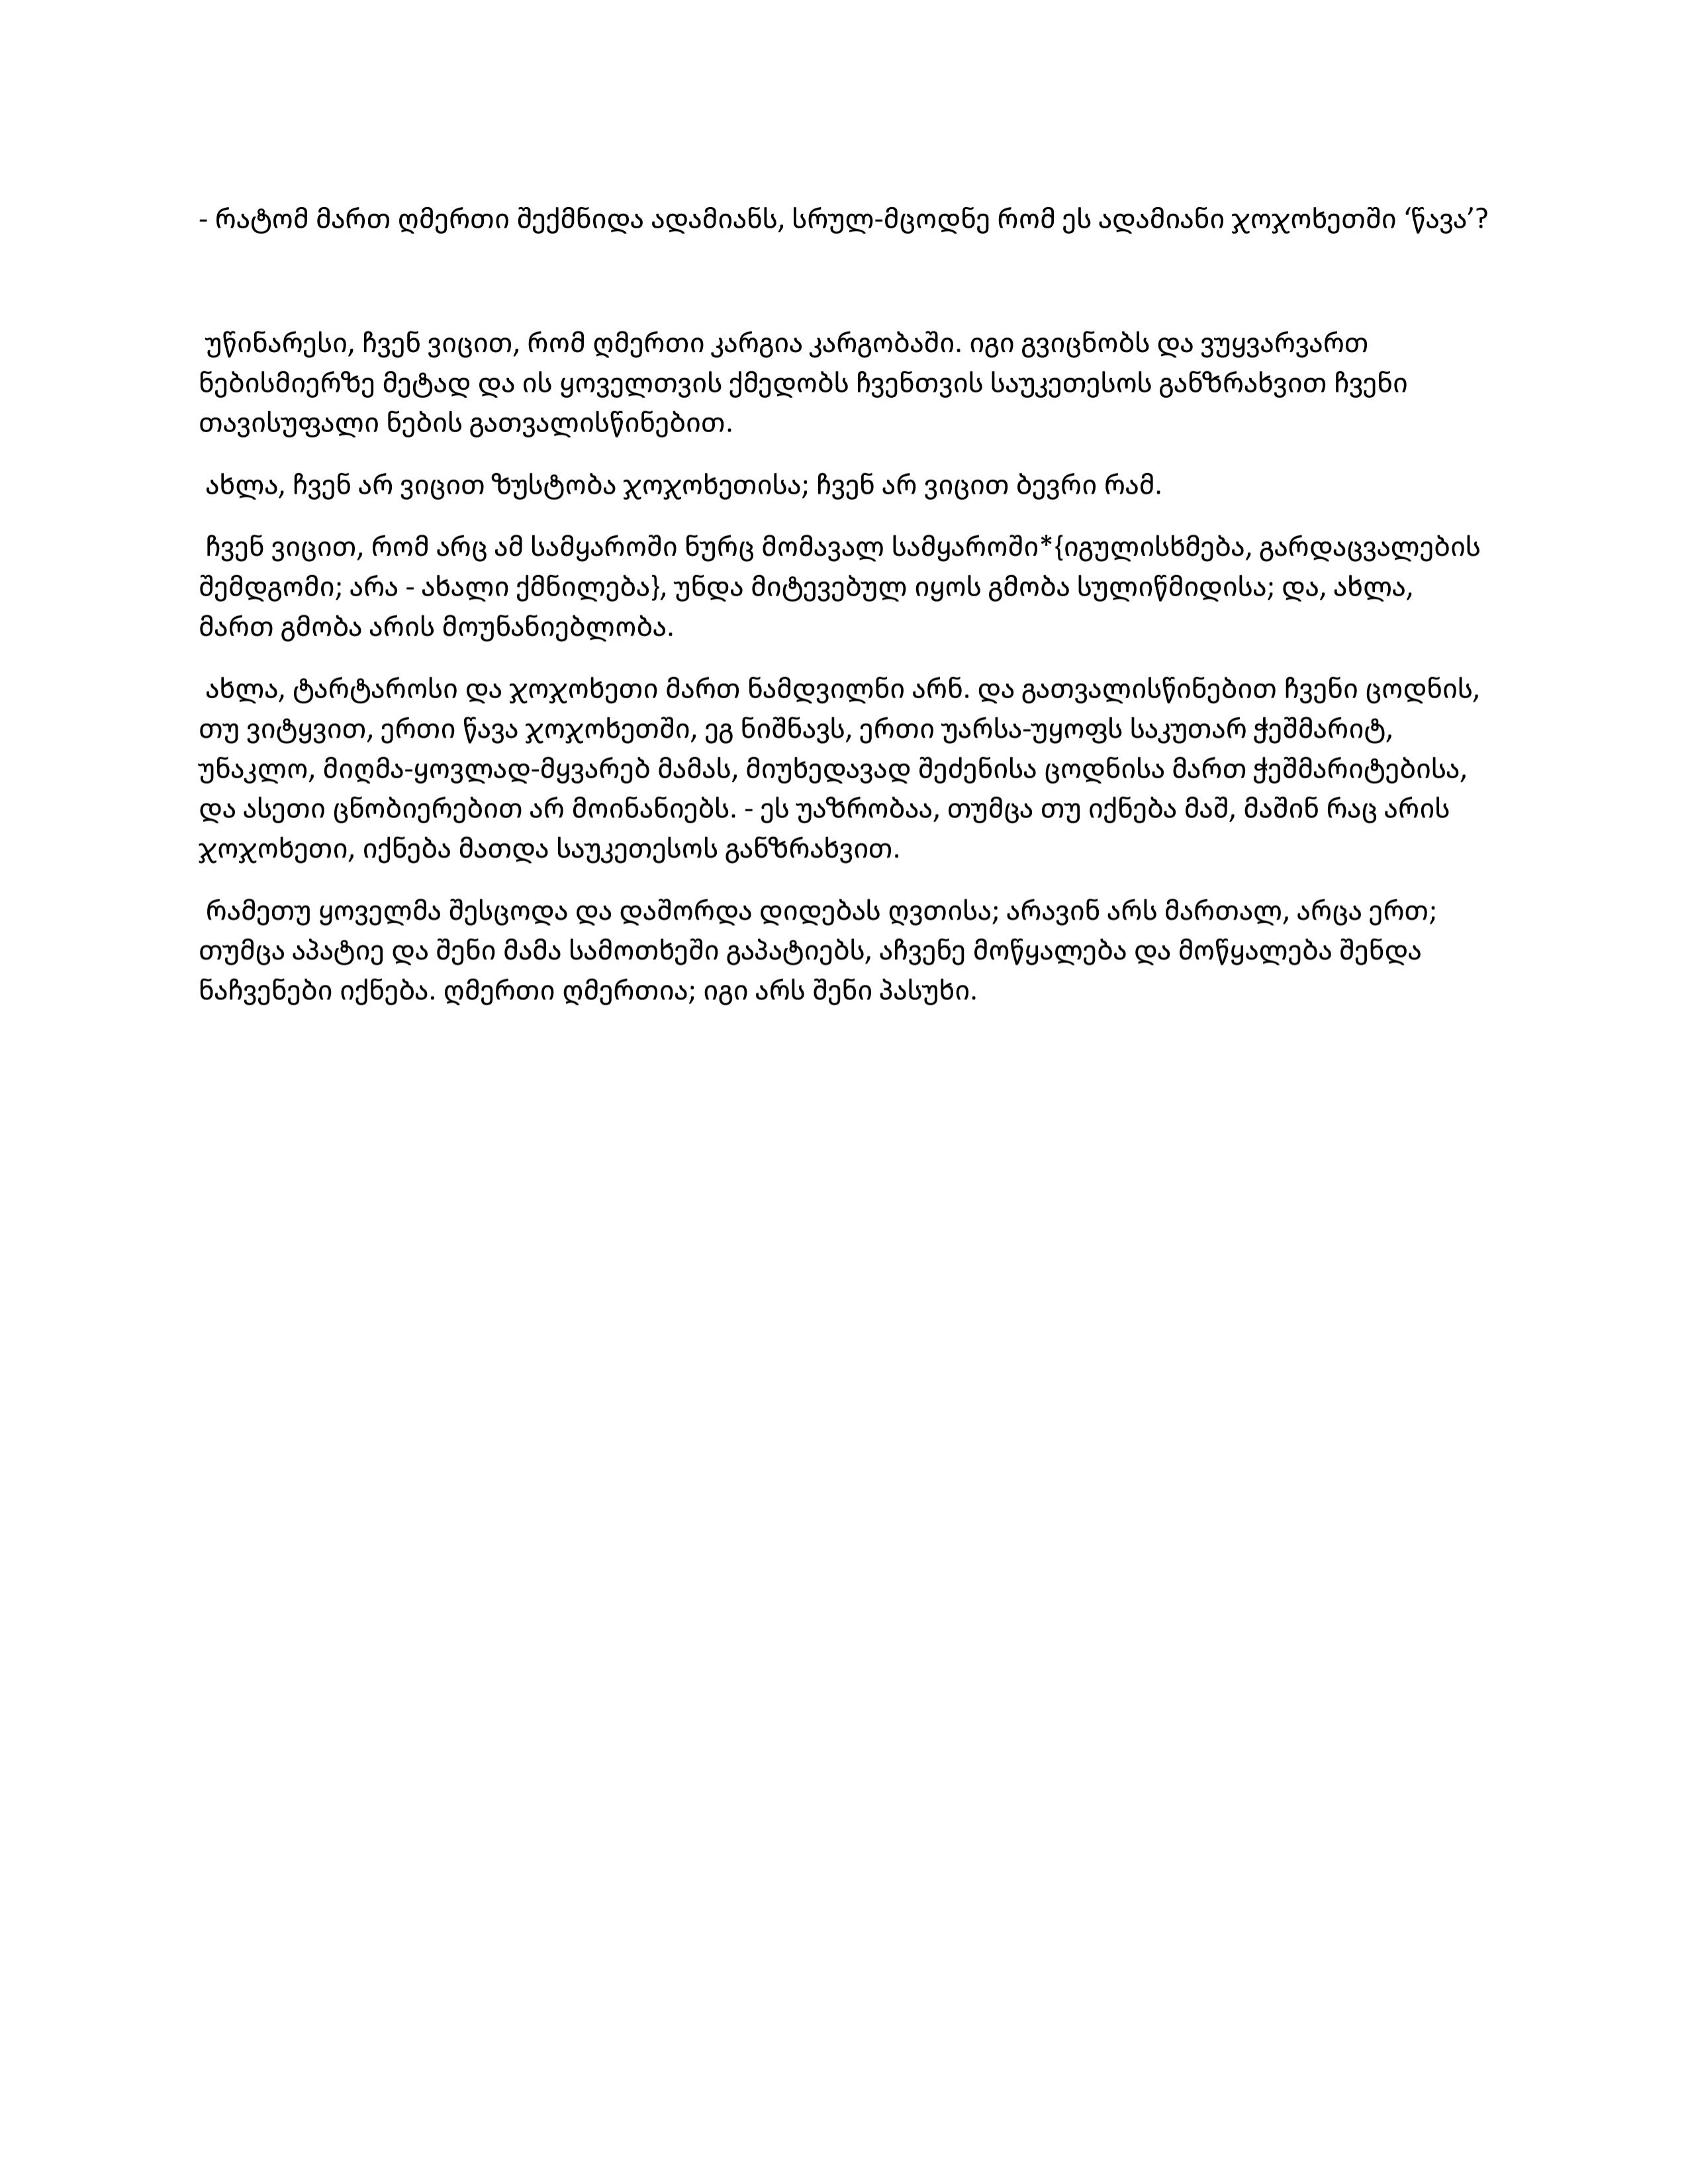 - რატომ მართ ღმერთი შექმნიდა ადამიანს, სრულ-მცოდნე რომ ეს ადამიანი ჯოჯოხეთში ‘წავა’?
უწინარესი, ჩვენ ვიცით, რომ ღმერთი კარგია კარგობაში. იგი გვიცნობს და ვუყვარვართ
ნებისმიერზე მეტად და ის ყოველთვის ქმედობს ჩვენთვის საუკეთესოს განზრახვით ჩვენი
თავისუფალი ნების გათვალისწინებით.
ახლა, ჩვენ არ ვიცით ზუსტობა ჯოჯოხეთისა; ჩვენ არ ვიცით ბევრი რამ.
ჩვენ ვიცით, რომ არც ამ სამყაროში ნურც მომავალ სამყაროში*{იგულისხმება, გარდაცვალების
შემდგომი; არა - ახალი ქმნილება}, უნდა მიტევებულ იყოს გმობა სულიწმიდისა; და, ახლა,
მართ გმობა არის მოუნანიებლობა.
ახლა, ტარტაროსი და ჯოჯოხეთი მართ ნამდვილნი არნ. და გათვალისწინებით ჩვენი ცოდნის,
თუ ვიტყვით, ერთი წავა ჯოჯოხეთში, ეგ ნიშნავს, ერთი უარსა-უყოფს საკუთარ ჭეშმარიტ,
უნაკლო, მიღმა-ყოვლად-მყვარებ მამას, მიუხედავად შეძენისა ცოდნისა მართ ჭეშმარიტებისა,
და ასეთი ცნობიერებით არ მოინანიებს. - ეს უაზრობაა, თუმცა თუ იქნება მაშ, მაშინ რაც არის
ჯოჯოხეთი, იქნება მათდა საუკეთესოს განზრახვით.
რამეთუ ყოველმა შესცოდა და დაშორდა დიდებას ღვთისა; არავინ არს მართალ, არცა ერთ;
თუმცა აპატიე და შენი მამა სამოთხეში გაპატიებს, აჩვენე მოწყალება და მოწყალება შენდა
ნაჩვენები იქნება. ღმერთი ღმერთია; იგი არს შენი პასუხი.